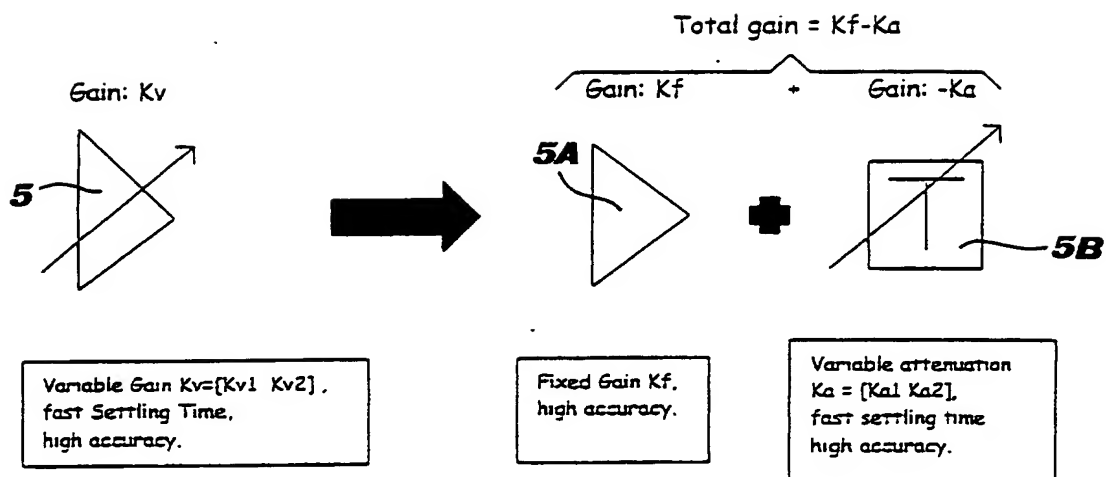 Total gain = Kf-Ka
Gain: Kv
Gain: Kf + Gain: -Ka
5
5A
5B
Variable Gain Kv=[Kv1 Kv2],
fast Settling Time,
high accuracy.
Fixed Gain Kf,
high accuracy.
Variable attenuation
Ka = [Ka1 Ka2],
fast settling time
high accuracy.